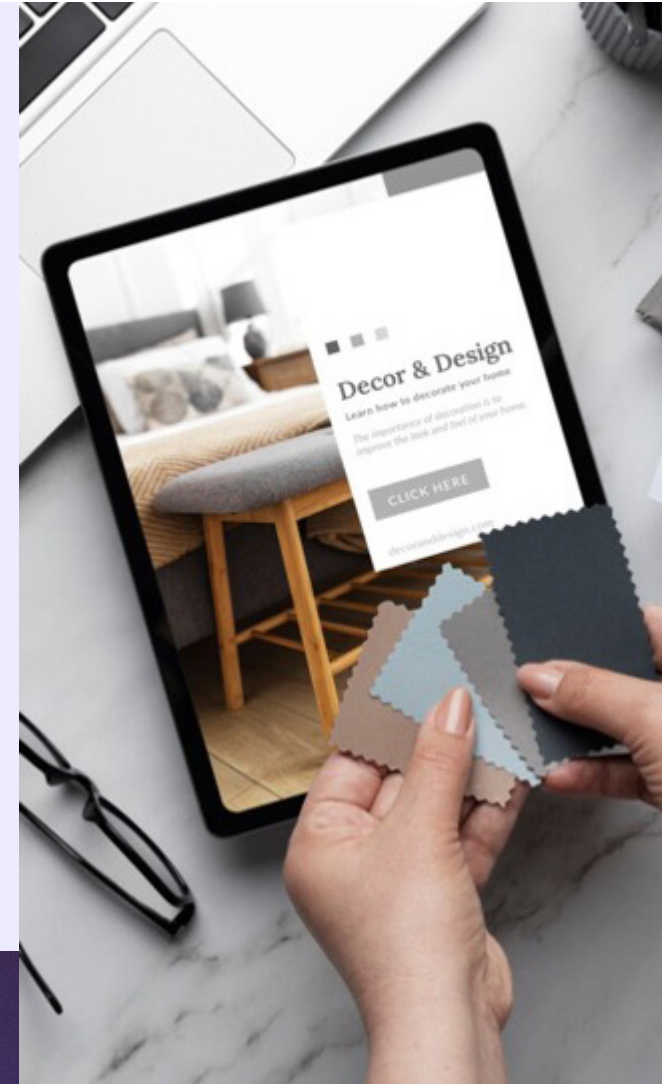 Decor & Design
Learn how to decorate your home
The importance of decoration is to
improve the look and feel of your home.
CLICK HERE
decoranddesign.com